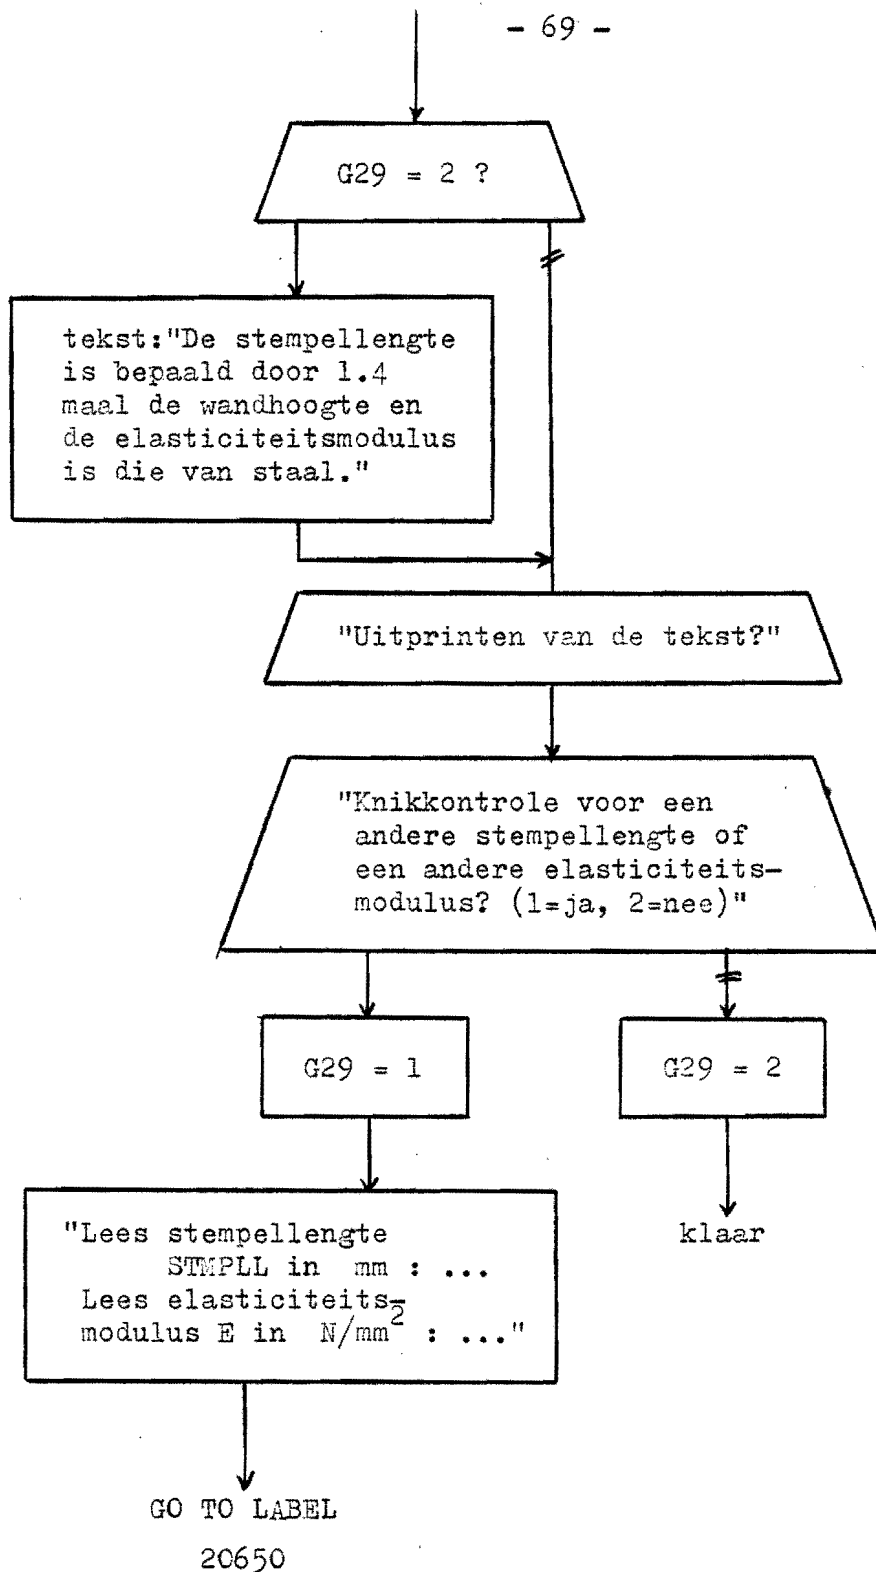 - 69 -
G29 = 2 ?
tekst:"De stempellengte
is bepaald door 1.4
maal de wandhoogte en
de elasticiteitsmodulus
is die van staal."
"Uitprinten van de tekst?"
"Knikkontrole voor een
andere stempellengte of
een andere elasticiteits-
modulus? (1=ja, 2=nee)"
G29 = 1
G29 = 2
"Lees stempellengte
STMPLL in mm : ...
Lees elasticiteits-
modulus E in N/mm² : ..."
klaar
GO TO LABEL
20650